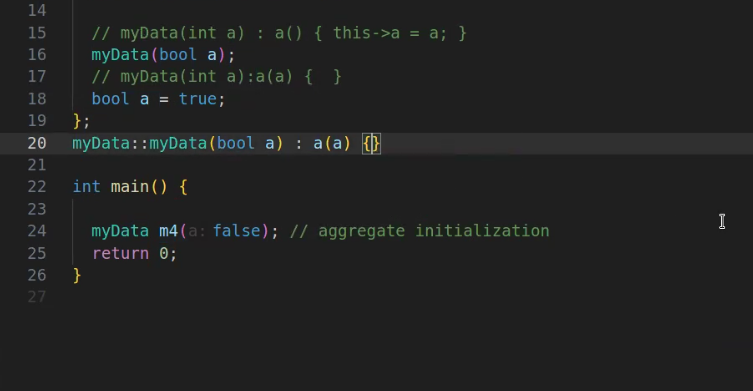 14
15 // myData(int a) : a() { this->a = a; }
16 myData(bool a);
17 // myData(int a):a(a) {  }
18 bool a = true;
19 };
20 myData::myData(bool a) : a(a) {}
21
22 int main() {
23
24 myData m4(a: false); // aggregate initialization
25 return 0;
26 }
27